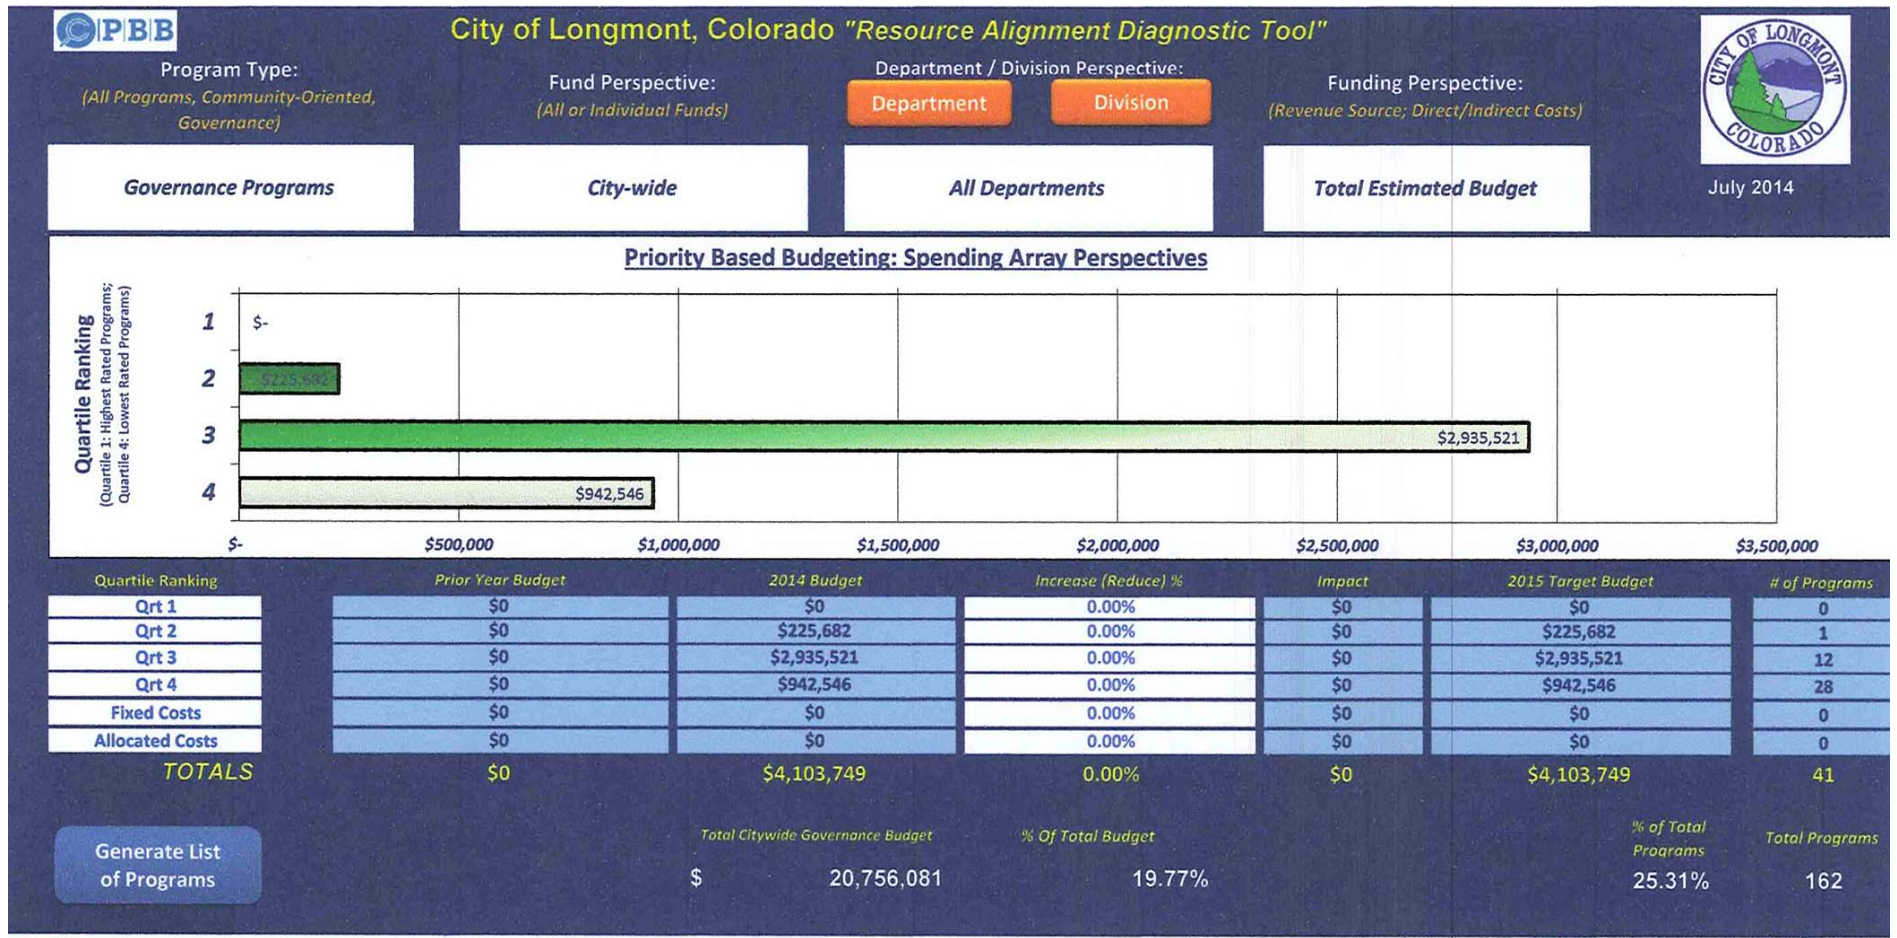 PBB
City of Longmont, Colorado "Resource Alignment Diagnostic Tool"
CITY OF LONGMONT
COLORADO
July 2014
Program Type:
(All Programs, Community-Oriented,
Governance)
Fund Perspective:
(All or Individual Funds)
Department / Division Perspective:
Department Division
Funding Perspective:
(Revenue Source; Direct/Indirect Costs)
Governance Programs City-wide All Departments Total Estimated Budget
Priority Based Budgeting: Spending Array Perspectives
Quartile Ranking
(Quartile 1: Highest Rated Programs;
Quartile 4: Lowest Rated Programs)
1 $-
2 $225,682
3 $2,935,521
4 $942,546
$- $500,000 $1,000,000 $1,500,000 $2,000,000 $2,500,000 $3,000,000 $3,500,000
Quartile Ranking Prior Year Budget 2014 Budget Increase (Reduce) % Impact 2015 Target Budget # of Programs
Qrt 1 $0 $0 0.00% $0 $0 0
Qrt 2 $0 $225,682 0.00% $0 $225,682 1
Qrt 3 $0 $2,935,521 0.00% $0 $2,935,521 12
Qrt 4 $0 $942,546 0.00% $0 $942,546 28
Fixed Costs $0 $0 0.00% $0 $0 0
Allocated Costs $0 $0 0.00% $0 $0 0
TOTALS $0 $4,103,749 0.00% $0 $4,103,749 41
Generate List
of Programs
Total Citywide Governance Budget % Of Total Budget
$ 20,756,081 19.77%
% of Total
Programs
Total Programs
25.31% 162